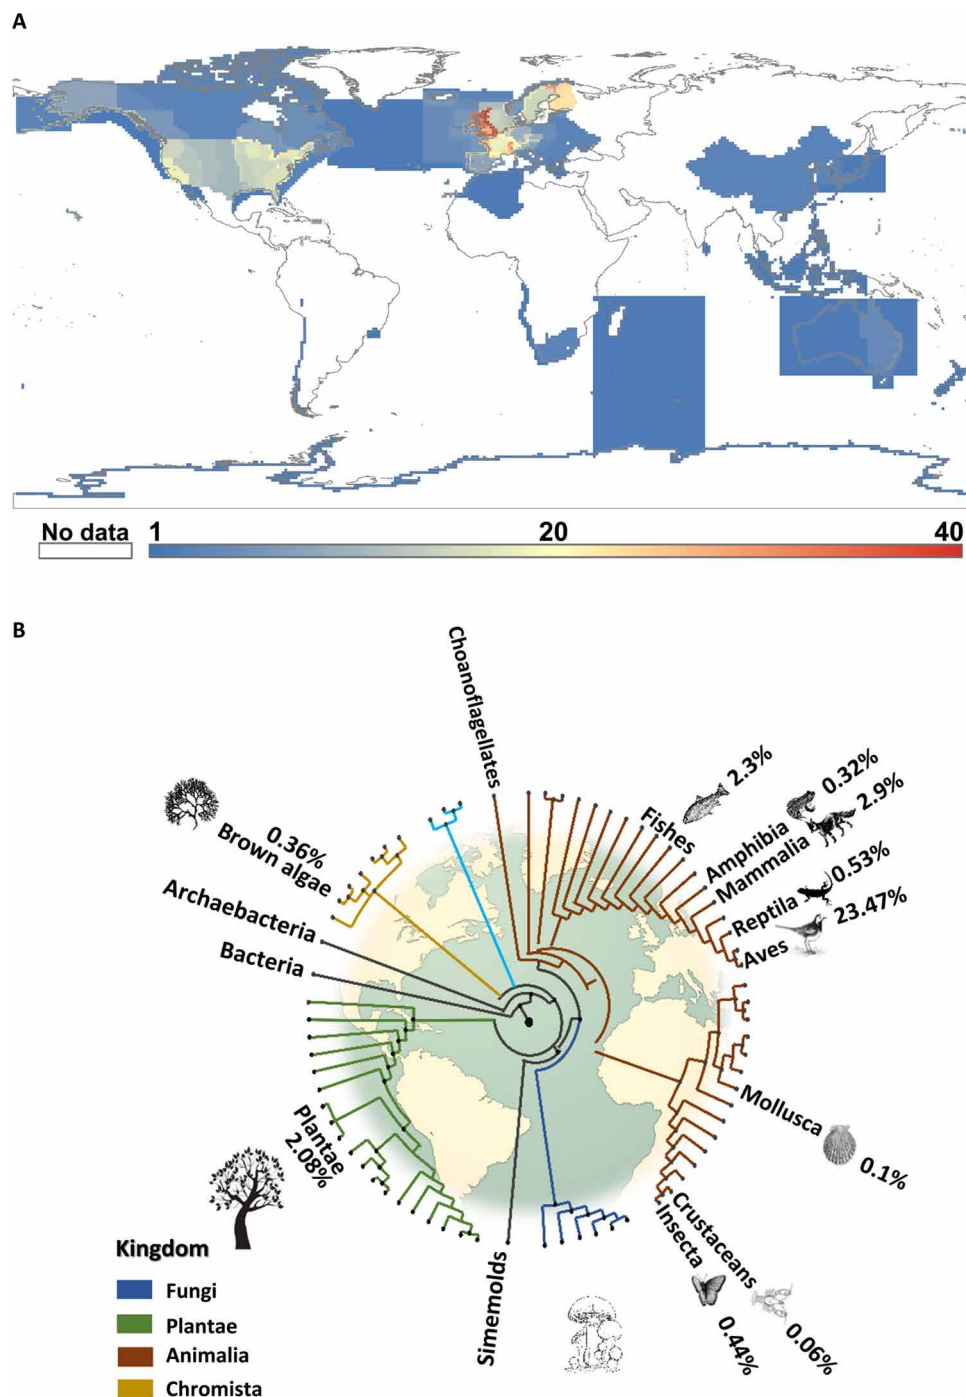 A
No data
1
20
40
B
Choanoflagellates
2.3%
Fishes
0.32%
Amphibia
2.9%
Mammalia
0.53%
Reptila
23.47%
Aves
0.36%
Brown algae
Archaebacteria
Bacteria
Mollusca
0.1%
Plantae
2.08%
Simemolds
Crustaceans
0.06%
Insecta
0.44%
Kingdom
Fungi
Plantae
Animalia
Chromista